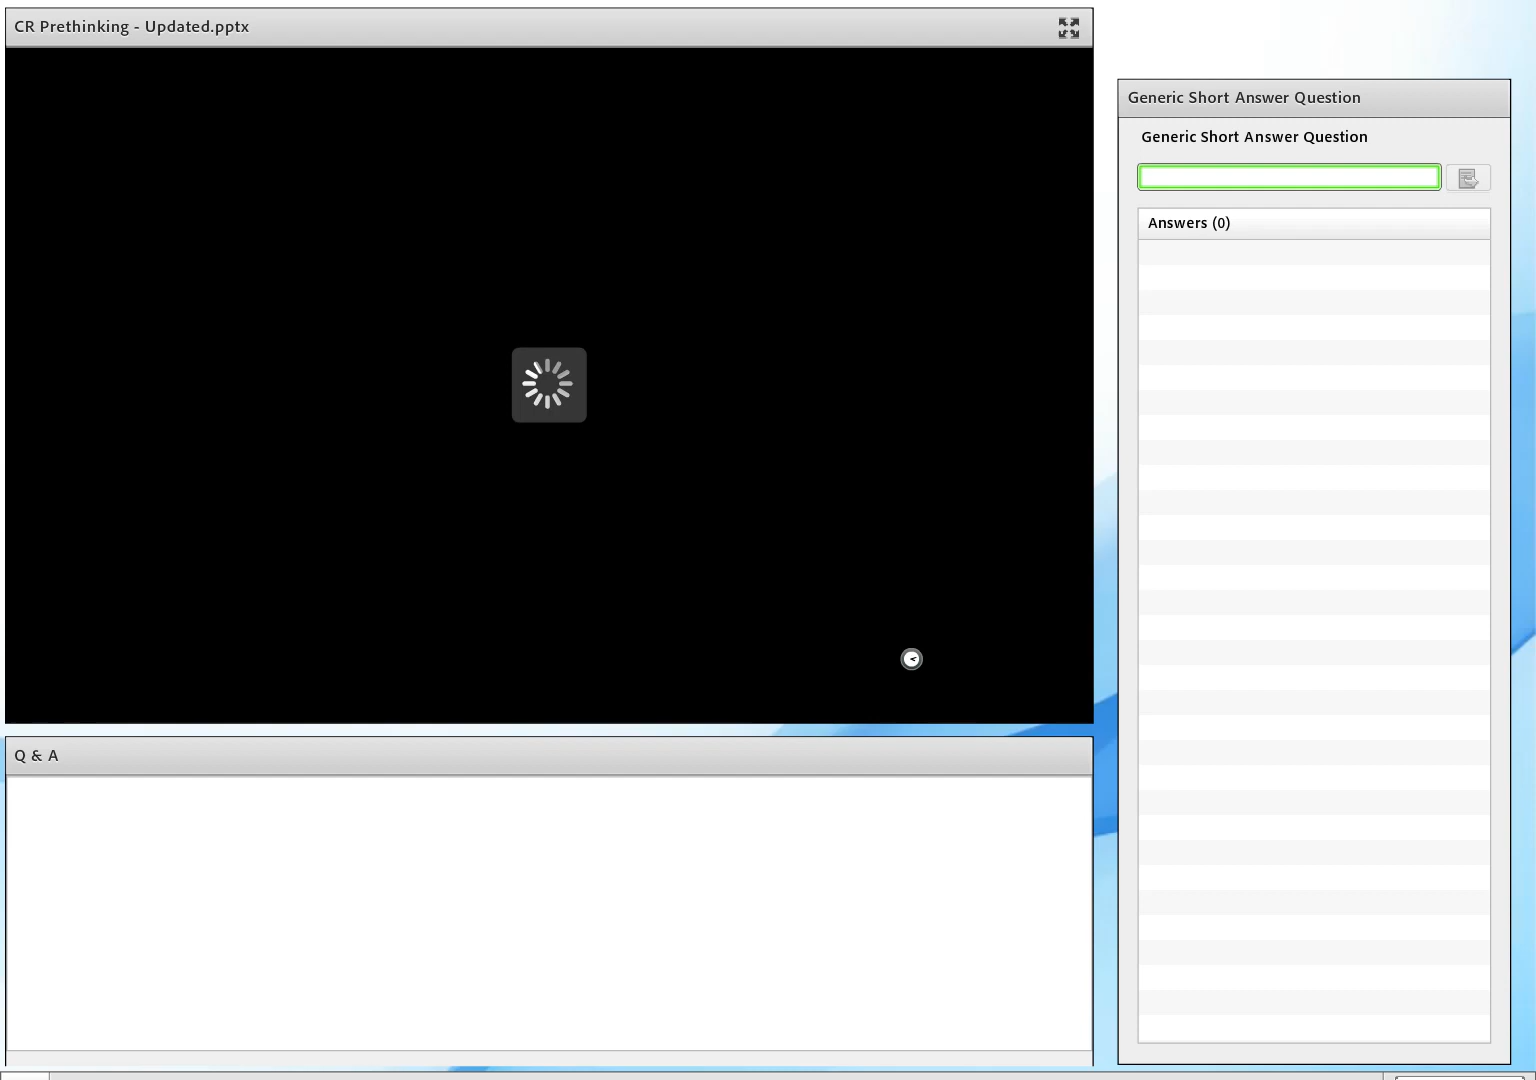 CR Prethinking - Updated.pptx
Generic Short Answer Question
Generic Short Answer Question
Answers (0)
Q & A